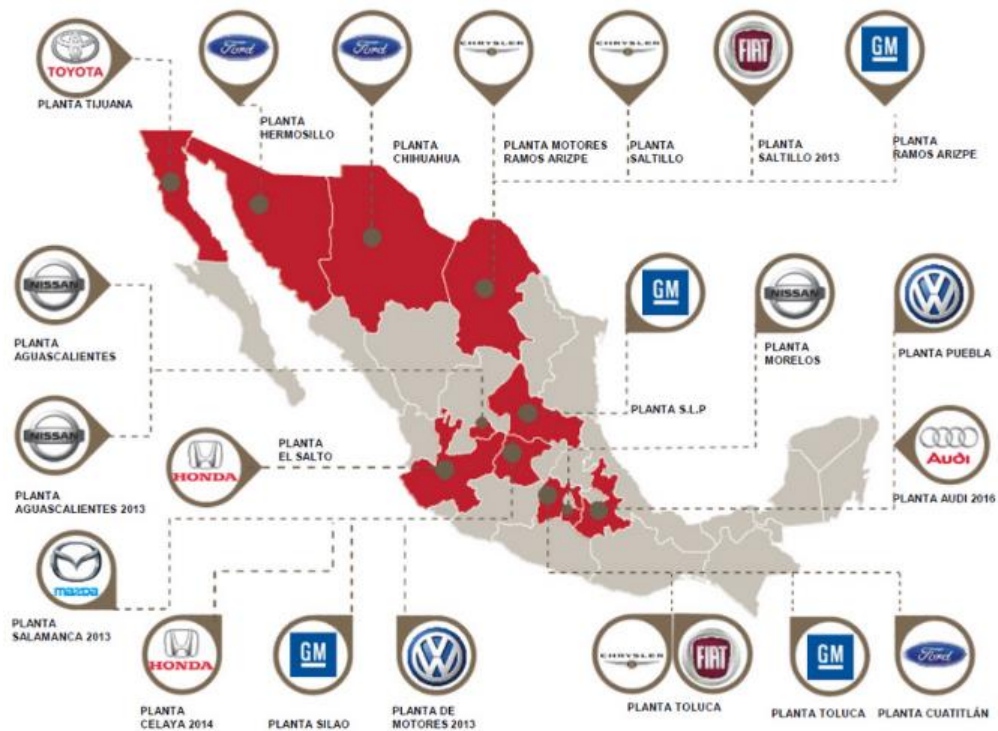 TOYOTA
PLANTA TIJUANA
Ford
PLANTA
HERMOSILLO
Ford
PLANTA
CHIHUAHUA
CHRYSLER
PLANTA MOTORES
RAMOS ARIZPE
CHRYSLER
PLANTA
SALTILLO
FIAT
PLANTA
SALTILLO 2013
GM
PLANTA
RAMOS ARIZPE
NISSAN
PLANTA
AGUASCALIENTES
GM
PLANTA S.L.P
NISSAN
PLANTA
MORELOS
VW
PLANTA PUEBLA
NISSAN
PLANTA
AGUASCALIENTES 2013
HONDA
PLANTA
EL SALTO
Audi
PLANTA AUDI 2016
mazda
PLANTA
SALAMANCA 2013
HONDA
PLANTA
CELAYA 2014
GM
PLANTA SILAO
VW
PLANTA DE
MOTORES 2013
CHRYSLER
FIAT
PLANTA TOLUCA
GM
PLANTA TOLUCA
Ford
PLANTA CUATITLÁN